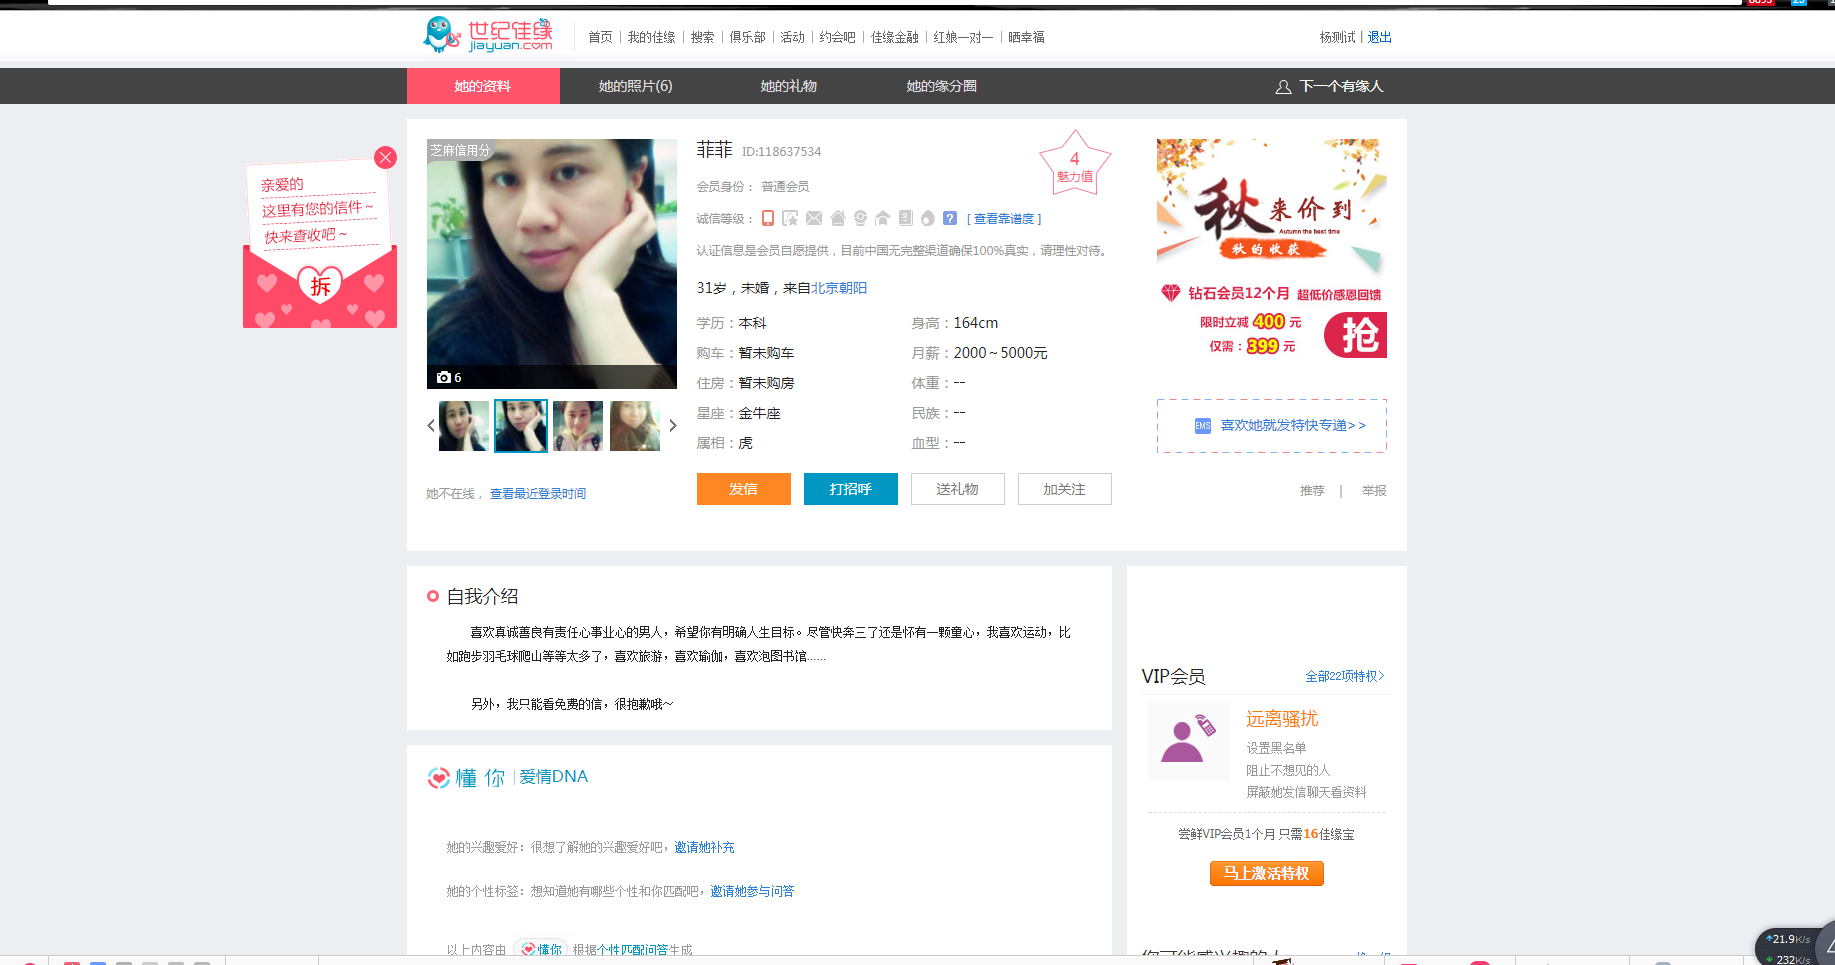 世纪佳缘
jiayuan.com
首页 | 我的佳缘 | 搜索 | 俱乐部 | 活动 | 约会吧 | 佳缘金融 | 红娘一对一 | 晒幸福
杨测试 | 退出
她的资料
她的照片(6)
她的礼物
她的缘分圈
下一个有缘人
亲爱的
这里有您的信件~
快来查收吧~
拆
芝麻信用分
6
她不在线， 查看最近登录时间
菲菲 ID:118637534
会员身份： 普通会员
诚信等级： ? [ 查看靠谱度 ]
认证信息是会员自愿提供，目前中国无完整渠道确保100%真实，请理性对待。
4
魅力值
31岁，未婚，来自北京朝阳
学历：本科 身高：164cm
购车：暂未购车 月薪：2000～5000元
住房：暂未购房 体重：--
星座：金牛座 民族：--
属相：虎 血型：--
发信
打招呼
送礼物
加关注
秋来价到
Autumn the best time
秋的收获
钻石会员12个月 超低价感恩回馈
限时立减 400 元
仅需：399 元
抢
EMS 喜欢她就发特快专递>>
推荐 | 举报
自我介绍
喜欢真诚善良有责任心事业心的男人，希望你有明确人生目标。尽管快奔三了还是怀有一颗童心，我喜欢运动，比
如跑步羽毛球爬山等等太多了，喜欢旅游，喜欢瑜伽，喜欢泡图书馆……
另外，我只能看免费的信，很抱歉哦～
懂你 | 爱情DNA
她的兴趣爱好：很想了解她的兴趣爱好吧，邀请她补充
她的个性标签：想知道她有哪些个性和你匹配吧，邀请她参与问答
以上内容由 懂你 根据个性匹配问答生成
VIP会员 全部22项特权>
远离骚扰
设置黑名单
阻止不想见的人
屏蔽她发信聊天看资料
尝鲜VIP会员1个月 只需16佳缘宝
马上激活特权
您可能感兴趣的人
21.9K/s
232K/s